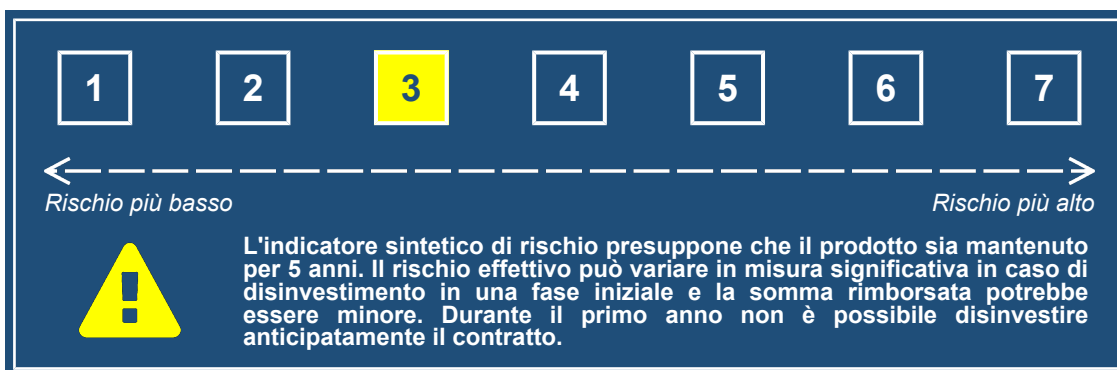 1 2 3 4 5 6 7
Rischio più basso Rischio più alto
L'indicatore sintetico di rischio presuppone che il prodotto sia mantenuto
per 5 anni. Il rischio effettivo può variare in misura significativa in caso di
disinvestimento in una fase iniziale e la somma rimborsata potrebbe
essere minore. Durante il primo anno non è possibile disinvestire
anticipatamente il contratto.